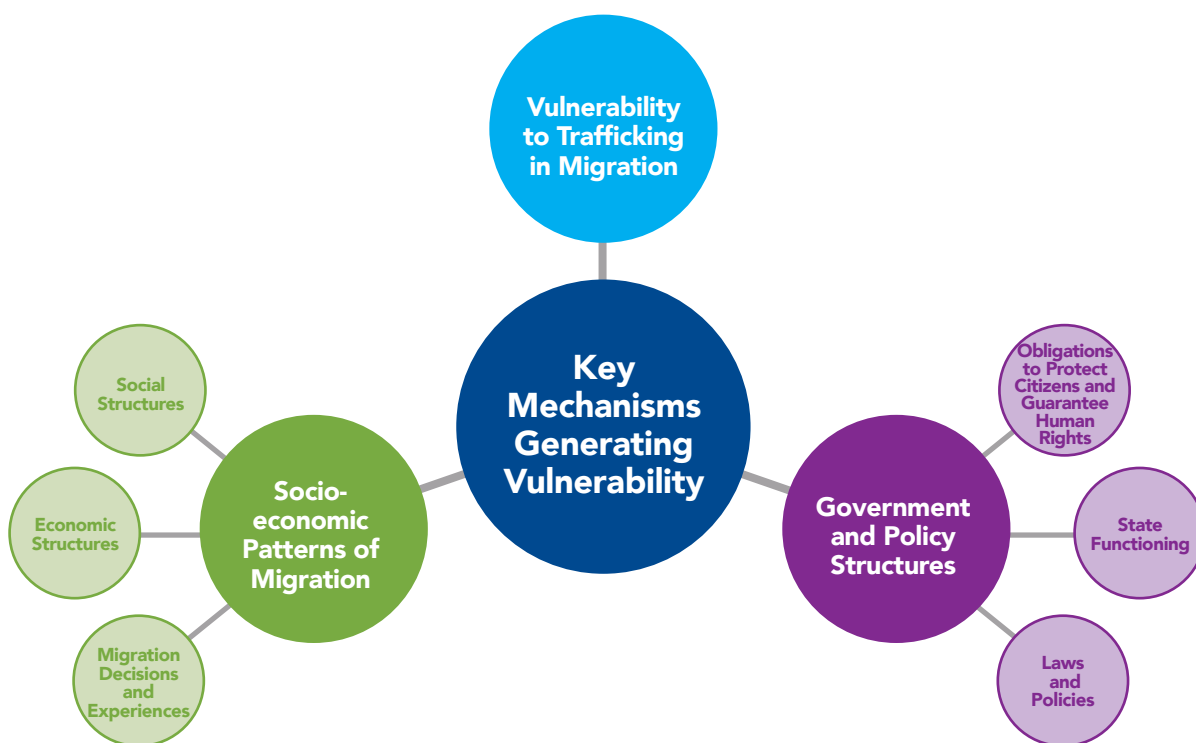 Vulnerability
to Trafficking
in Migration
Key
Mechanisms
Generating
Vulnerability
Socio-
economic
Patterns of
Migration
Social
Structures
Economic
Structures
Migration
Decisions
and
Experiences
Government
and Policy
Structures
Obligations
to Protect
Citizens and
Guarantee
Human
Rights
State
Functioning
Laws
and
Policies